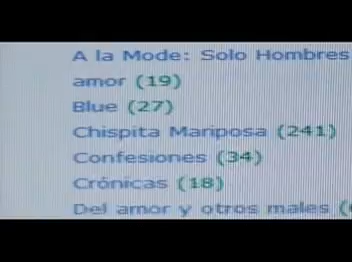 A la Mode: Solo Hombres
amor (19)
Blue (27)
Chispita Mariposa (241)
Confesiones (34)
Crónicas (18)
Del amor y otros males (